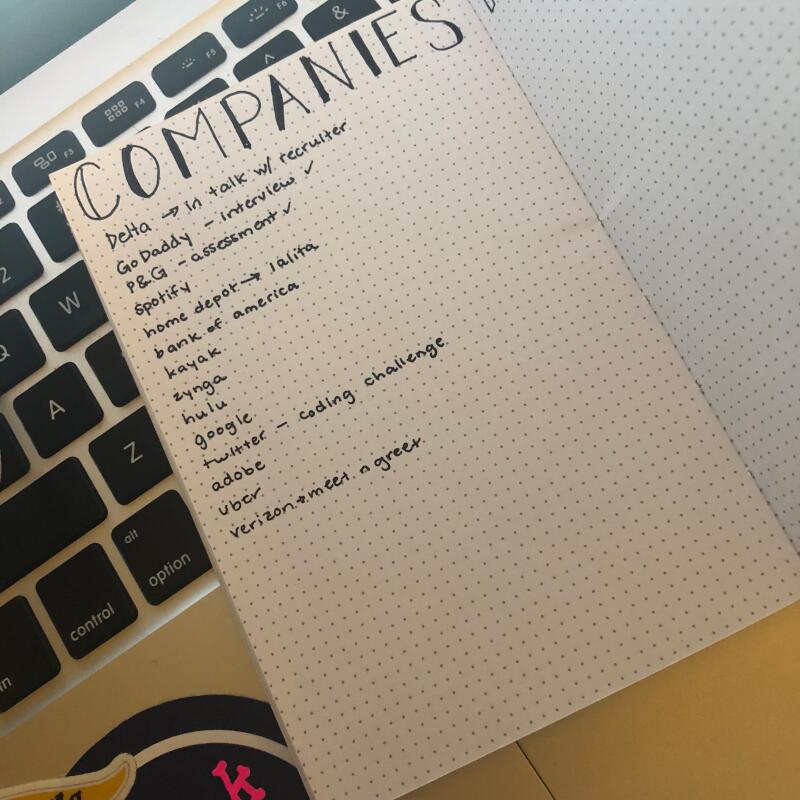 COMPANIES
Delta → in talk w/ recruiter
GoDaddy - interview ✓
P&G - assessment ✓
spotify
home depot → lalita
bank of america
kayak
zynga
hulu
google
twitter - coding challenge
adobe
uber
verizon * meet n greet
F6
F5
&
^
F4
F3
2
W
Q
A
Z
alt
option
control
k